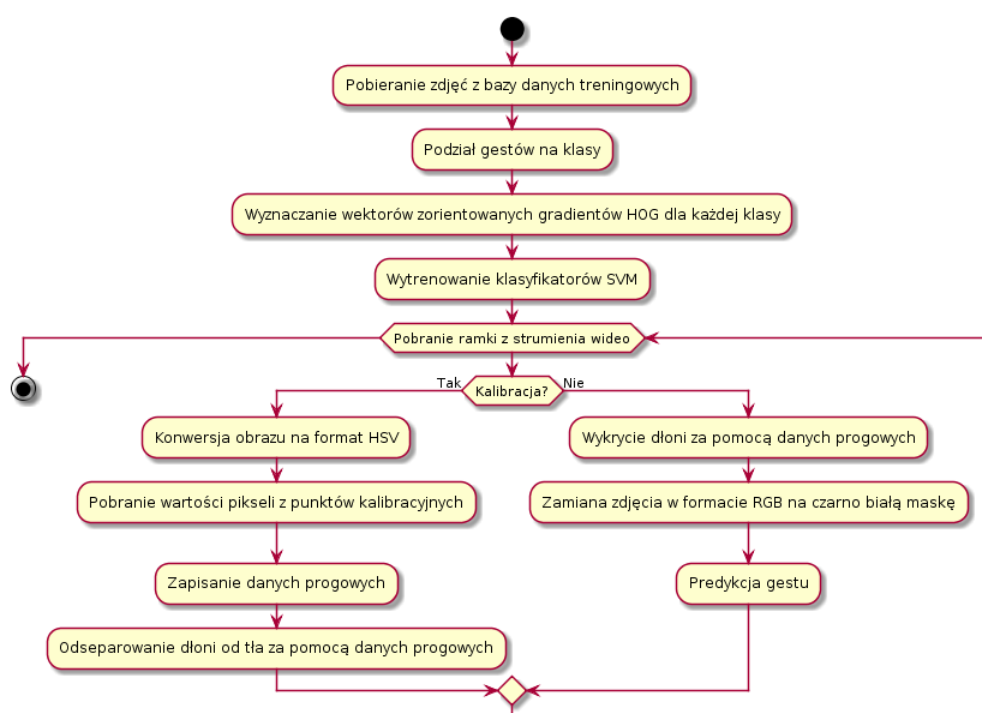 Pobieranie zdjęć z bazy danych treningowych
Podział gestów na klasy
Wyznaczanie wektorów zorientowanych gradientów HOG dla każdej klasy
Wytrenowanie klasyfikatorów SVM
Pobranie ramki z strumienia wideo
Tak
Kalibracja?
Nie
Konwersja obrazu na format HSV
Pobranie wartości pikseli z punktów kalibracyjnych
Zapisanie danych progowych
Odseparowanie dłoni od tła za pomocą danych progowych
Wykrycie dłoni za pomocą danych progowych
Zamiana zdjęcia w formacie RGB na czarno białą maskę
Predykcja gestu